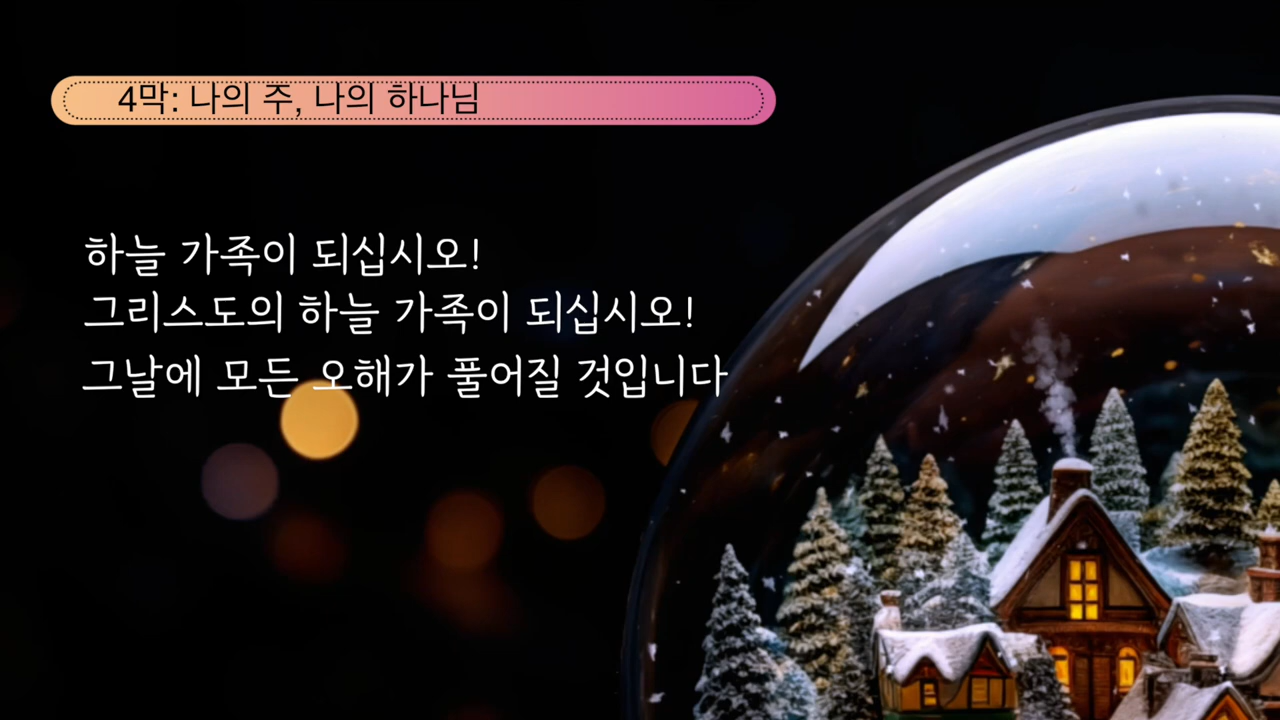 4막: 나의 주, 나의 하나님
하늘 가족이 되십시오!
그리스도의 하늘 가족이 되십시오!
그날에 모든 오해가 풀어질 것입니다